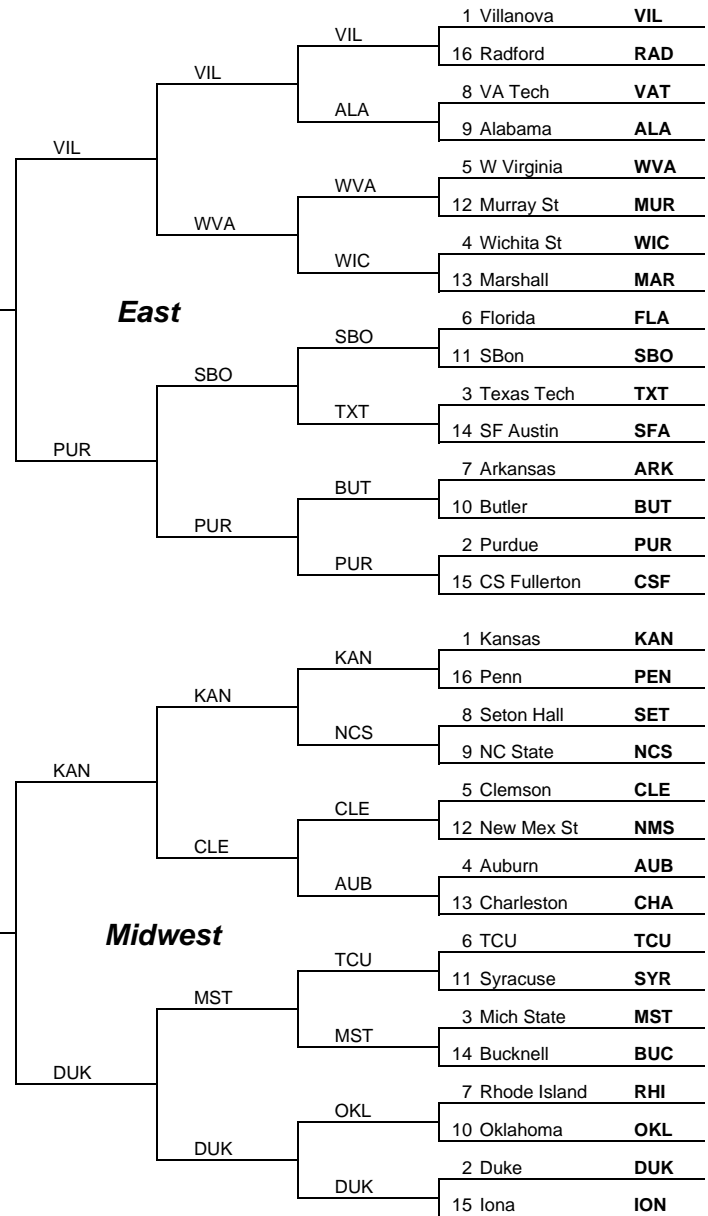 1 Villanova VIL
VIL
16 Radford RAD
VIL
8 VA Tech VAT
ALA
9 Alabama ALA
VIL
5 W Virginia WVA
WVA
12 Murray St MUR
WVA
4 Wichita St WIC
WIC
13 Marshall MAR
East
6 Florida FLA
SBO
11 SBon SBO
SBO
3 Texas Tech TXT
TXT
14 SF Austin SFA
PUR
7 Arkansas ARK
BUT
10 Butler BUT
PUR
2 Purdue PUR
PUR
15 CS Fullerton CSF
1 Kansas KAN
KAN
16 Penn PEN
KAN
8 Seton Hall SET
NCS
9 NC State NCS
KAN
5 Clemson CLE
CLE
12 New Mex St NMS
CLE
4 Auburn AUB
AUB
13 Charleston CHA
Midwest
6 TCU TCU
TCU
11 Syracuse SYR
MST
3 Mich State MST
MST
14 Bucknell BUC
DUK
7 Rhode Island RHI
OKL
10 Oklahoma OKL
DUK
2 Duke DUK
DUK
15 Iona ION